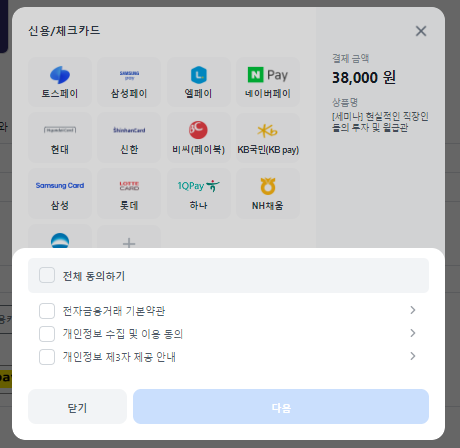 신용/체크카드
결제 금액
38,000 원
상품명
[세미나] 현실적인 직장인
들의 투자 및 월급관
SAMSUNG pay
N Pay
토스페이 삼성페이 엘페이 네이버페이
HyundaiCard ShinhanCard
현대 신한 비씨(페이북) KB국민(KB pay)
Samsung Card LOTTE CARD 1QPay
삼성 롯데 하나 NH채움
전체 동의하기
전자금융거래 기본약관
개인정보 수집 및 이용 동의
개인정보 제3자 제공 안내
닫기 다음